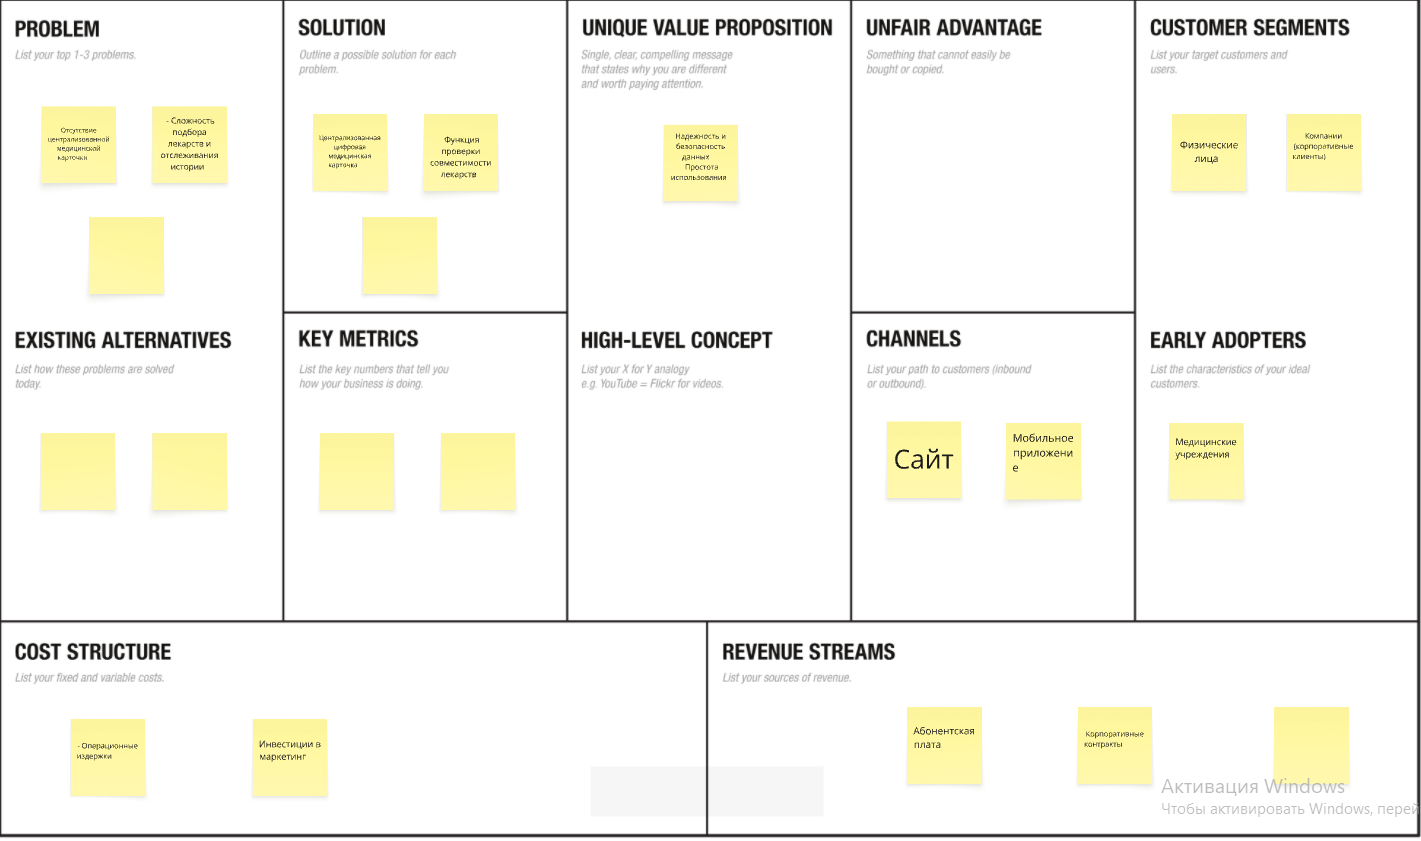 PROBLEM
List your top 1-3 problems.
Отсутствие
централизованной
медицинской
карточки
- Сложность
подбора
лекарств и
отслеживания
истории
EXISTING ALTERNATIVES
List how these problems are solved
today.
SOLUTION
Outline a possible solution for each
problem.
Централизованная
цифровая
медицинская
карточка
Функция
проверки
совместимости
лекарств
KEY METRICS
List the key numbers that tell you
how your business is doing.
UNIQUE VALUE PROPOSITION
Single, clear, compelling message
that states why you are different
and worth paying attention.
Надежность и
безопасность
данных
Простота
использования
HIGH-LEVEL CONCEPT
List your X for Y analogy
e.g. YouTube = Flickr for videos.
UNFAIR ADVANTAGE
Something that cannot easily be
bought or copied.
CHANNELS
List your path to customers (inbound
or outbound).
Сайт
Мобильное
приложени
е
CUSTOMER SEGMENTS
List your target customers and
users.
Физические
лица
Компании
(корпоративные
клиенты)
EARLY ADOPTERS
List the characteristics of your ideal
customers.
Медицинские
учреждения
COST STRUCTURE
List your fixed and variable costs.
- Операционные
издержки
Инвестиции в
маркетинг
REVENUE STREAMS
List your sources of revenue.
Абонентская
плата
Корпоративные
контракты
Активация Windows
Чтобы активировать Windows, перей